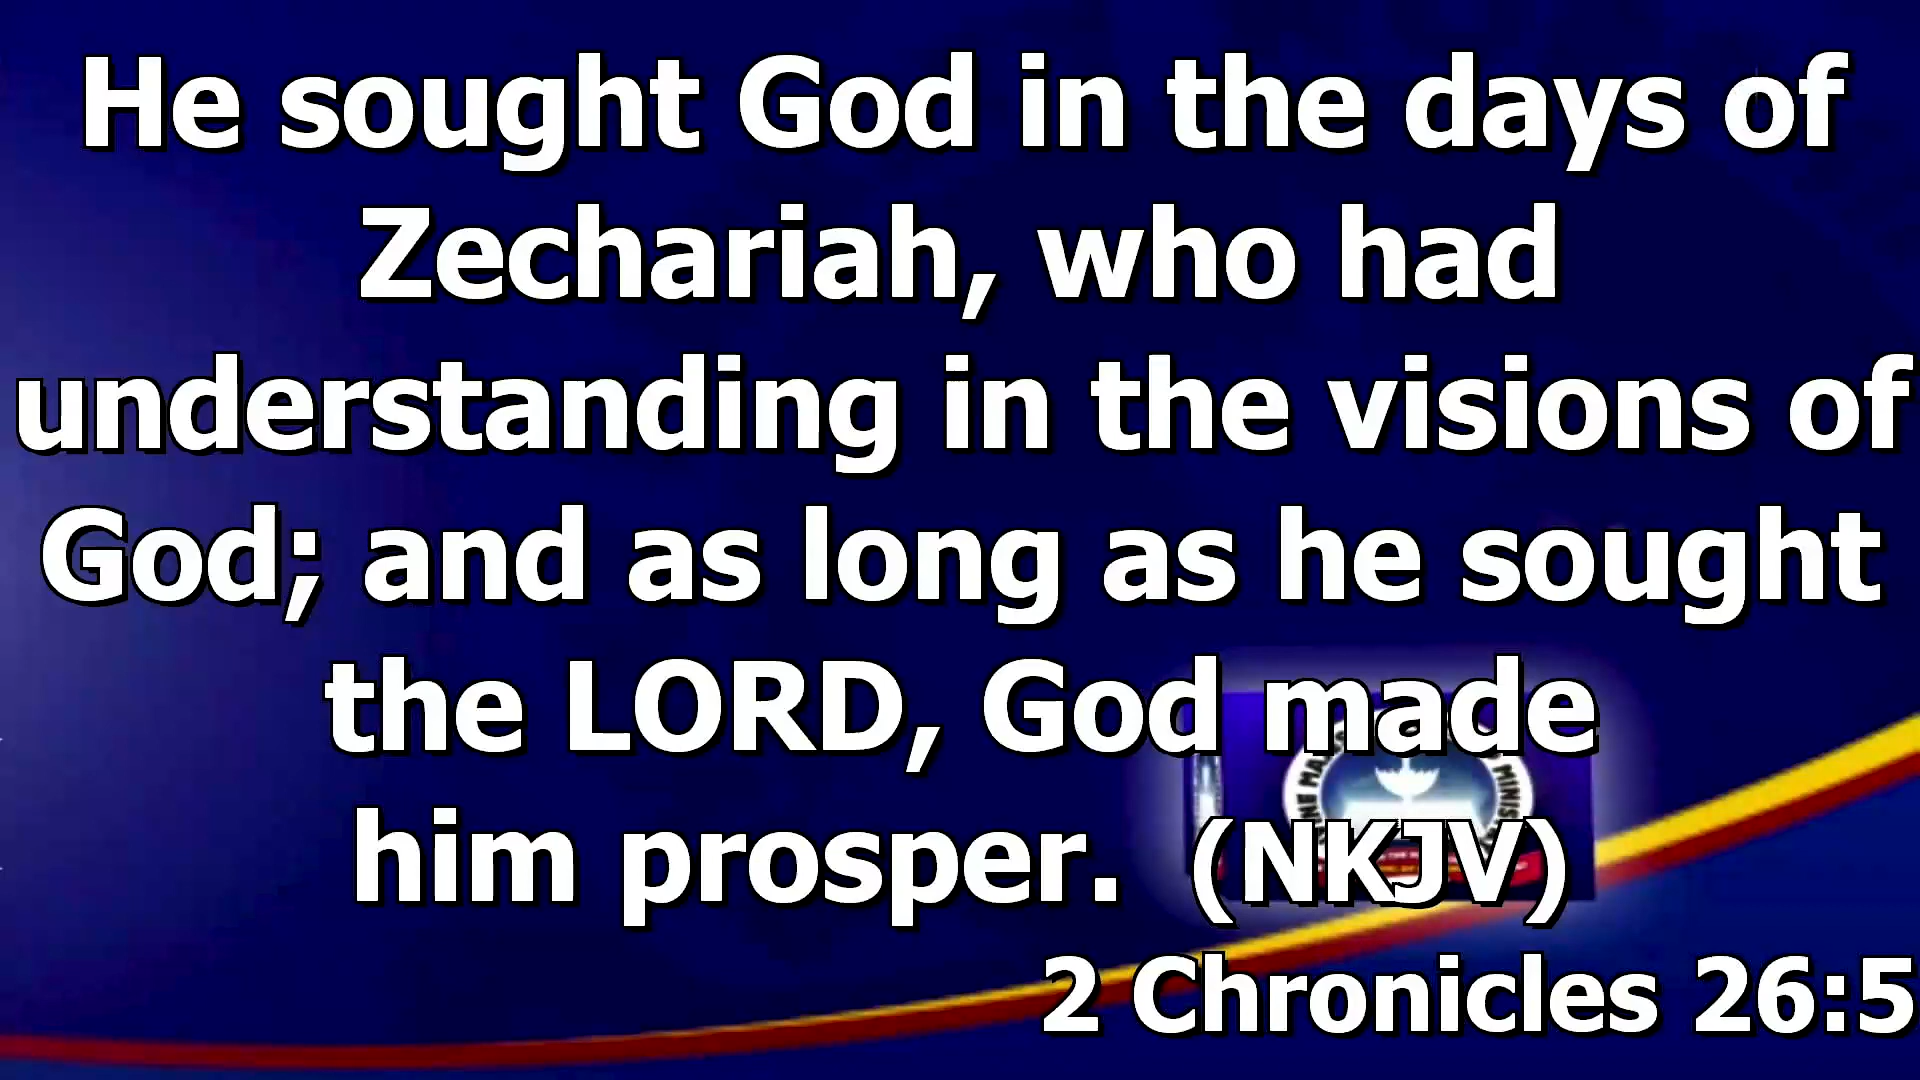 He sought God in the days of
Zechariah, who had
understanding in the visions of
God; and as long as he sought
the LORD, God made
him prosper. (NKJV)
2 Chronicles 26:5